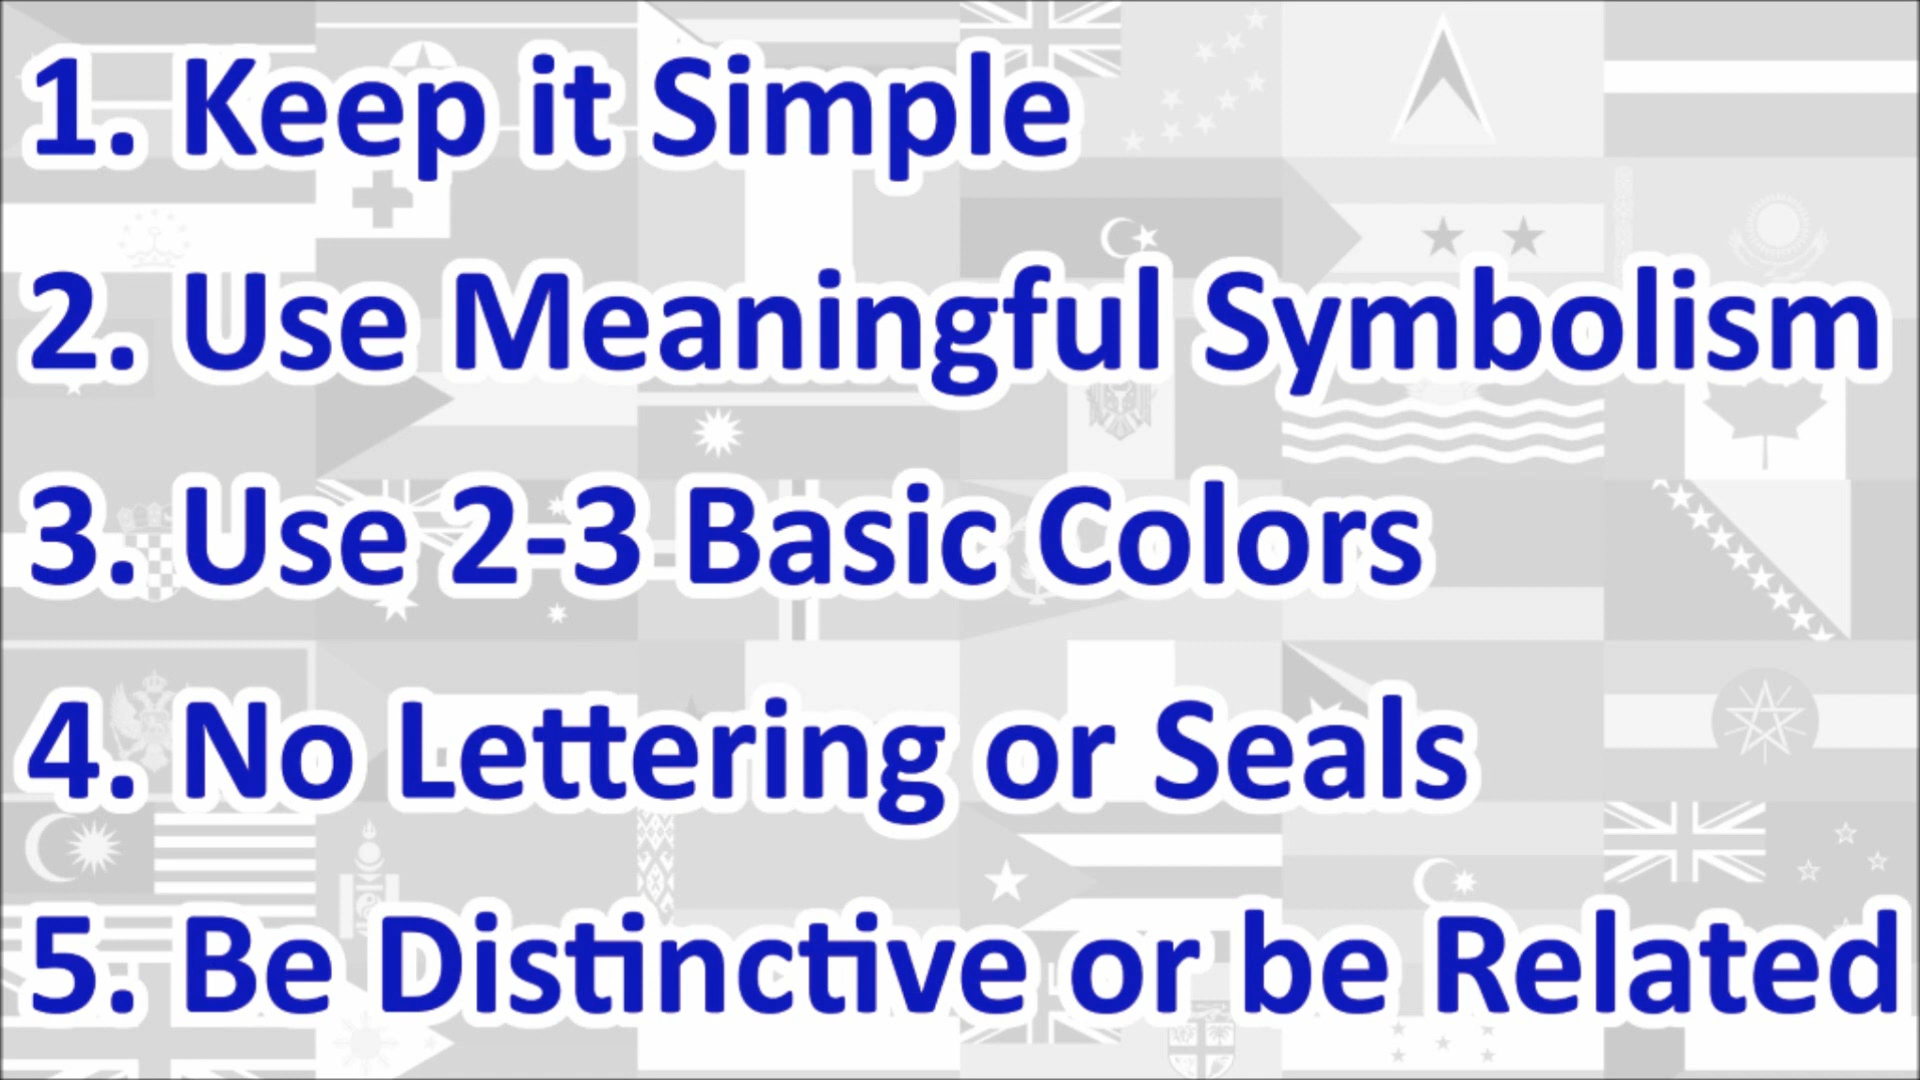 1. Keep it Simple
2. Use Meaningful Symbolism
3. Use 2-3 Basic Colors
4. No Lettering or Seals
5. Be Distinctive or be Related